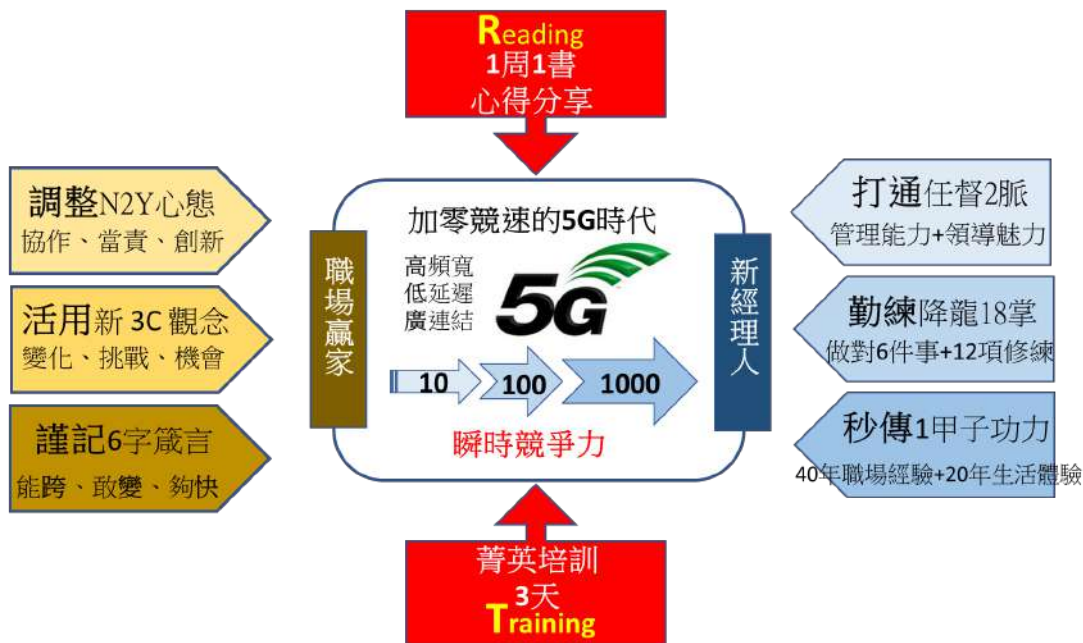 Reading
1周1書
心得分享
調整N2Y心態
協作、當責、創新
活用新 3C 觀念
變化、挑戰、機會
謹記6字箴言
能跨、敢變、夠快
職場贏家
加零競速的5G時代
高頻寬
低延遲
廣連結
5G
10
100
1000
瞬時競爭力
新經理人
打通任督2脈
管理能力+領導魅力
勤練降龍18掌
做對6件事+12項修練
秒傳1甲子功力
40年職場經驗+20年生活體驗
菁英培訓
3天
Training